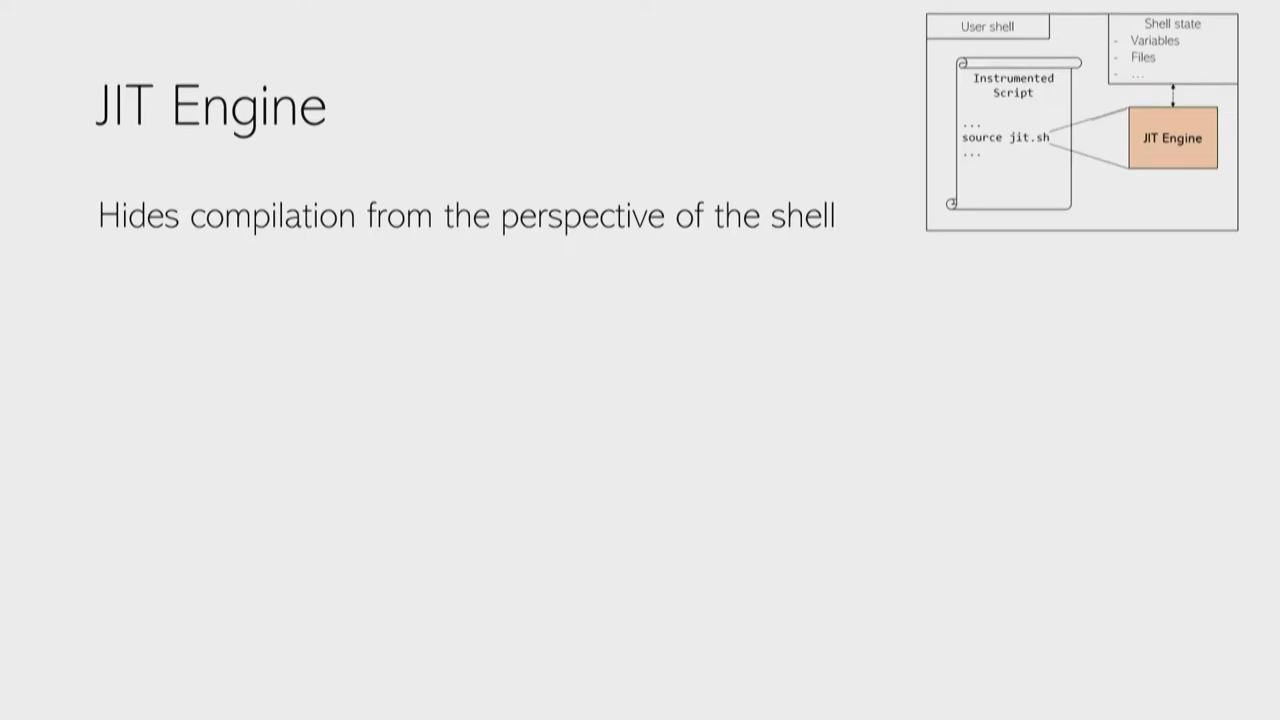 JIT Engine
Hides compilation from the perspective of the shell
User shell
Instrumented
Script
...
source jit.sh
...
Shell state
- Variables
- Files
- ...
JIT Engine